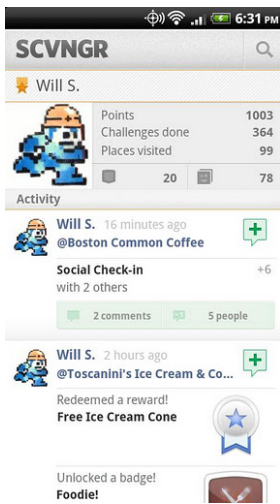 6:31 PM
SCVNGR
Will S.
Points 1003
Challenges done 364
Places visited 99
20 78
Activity
Will S. 16 minutes ago
@Boston Common Coffee
Social Check-in +6
with 2 others
2 comments 5 people
Will S. 2 hours ago
@Toscanini's Ice Cream & Co...
Redeemed a reward!
Free Ice Cream Cone
Unlocked a badge!
Foodie!